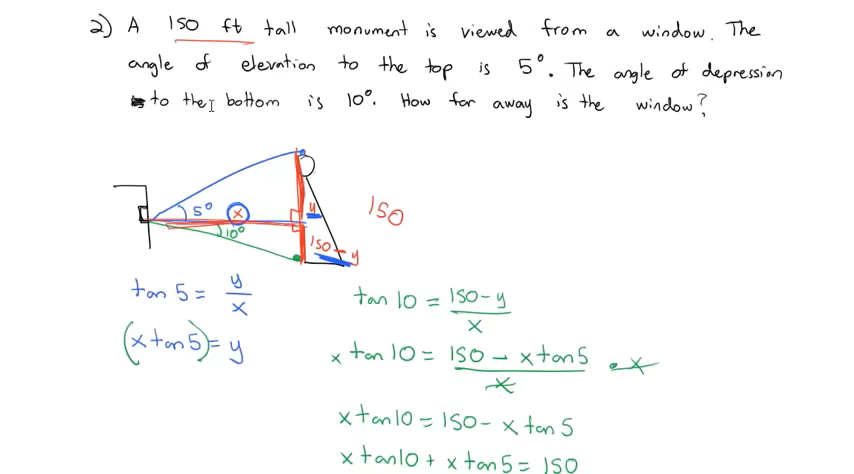 2) A 150 ft tall monument is viewed from a window. The
angle of elevation to the top is 5°. The angle of depression
to the bottom is 10°. How far away is the window?
5° x y 150
10° 150-y
tan 5 = y/x
(x tan 5) = y
tan 10 = 150-y/x
x tan 10 = 150 - x tan 5/x • x
x tan 10 = 150 - x tan 5
x tan 10 + x tan 5 = 150